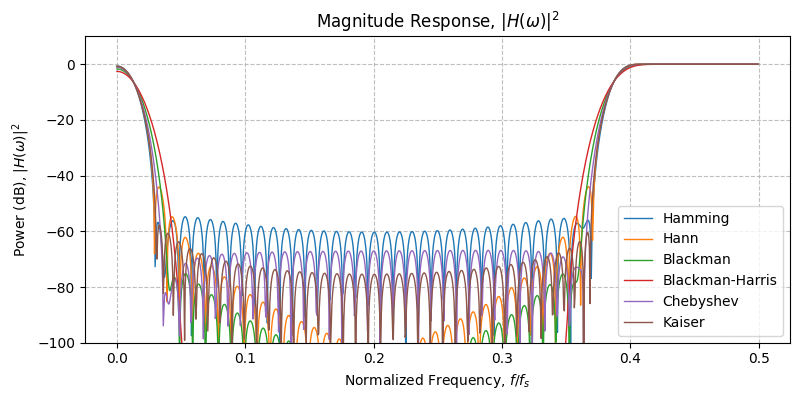 Magnitude Response, |H(ω)|²
Power (dB), |H(ω)|²
0
−20
−40
−60
−80
−100
0.0
0.1
0.2
0.3
0.4
0.5
Normalized Frequency, f/fₛ
Hamming
Hann
Blackman
Blackman-Harris
Chebyshev
Kaiser